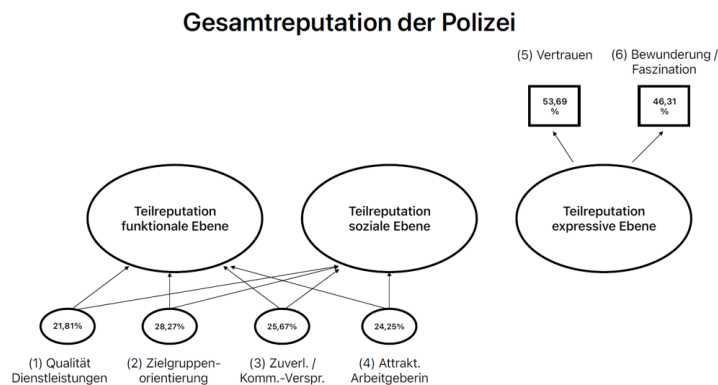 Gesamtreputation der Polizei
(5) Vertrauen
(6) Bewunderung /
Faszination
53,69
%
46,31
%
Teilreputation
funktionale Ebene
Teilreputation
soziale Ebene
Teilreputation
expressive Ebene
21,81%
28,27%
25,67%
24,25%
(1) Qualität
Dienstleistungen
(2) Zielgruppen-
orientierung
(3) Zuverl. /
Komm.-Verspr.
(4) Attrakt.
Arbeitgeberin